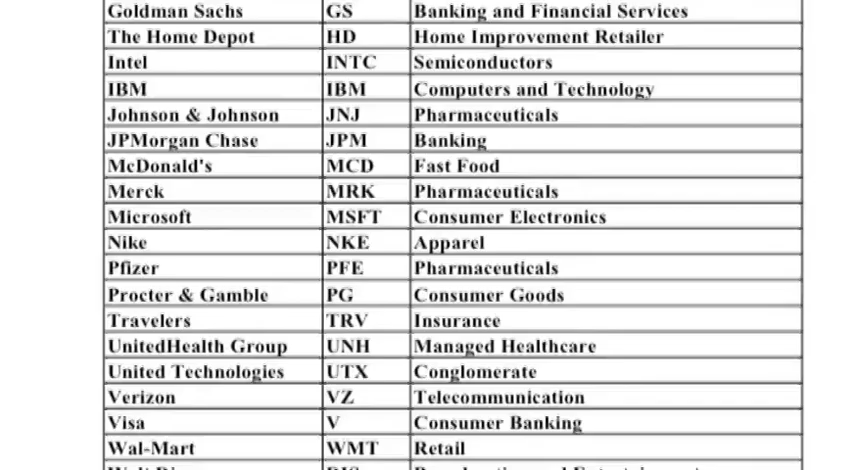 Goldman Sachs GS Banking and Financial Services
The Home Depot HD Home Improvement Retailer
Intel INTC Semiconductors
IBM IBM Computers and Technology
Johnson & Johnson JNJ Pharmaceuticals
JPMorgan Chase JPM Banking
McDonald's MCD Fast Food
Merck MRK Pharmaceuticals
Microsoft MSFT Consumer Electronics
Nike NKE Apparel
Pfizer PFE Pharmaceuticals
Procter & Gamble PG Consumer Goods
Travelers TRV Insurance
UnitedHealth Group UNH Managed Healthcare
United Technologies UTX Conglomerate
Verizon VZ Telecommunication
Visa V Consumer Banking
Wal-Mart WMT Retail